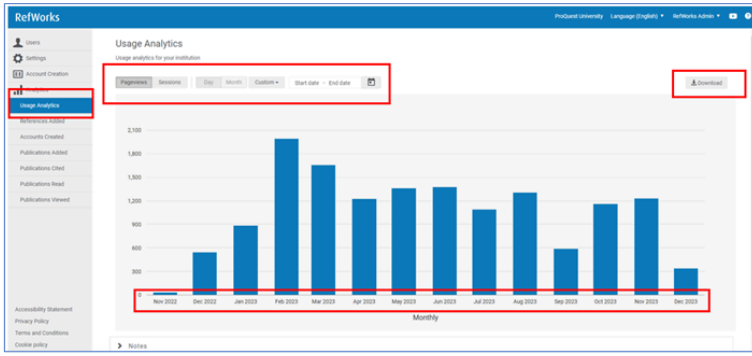 RefWorks
ProQuest University Language (English) RefWorks Admin
Users
Settings
Account Creation
Analytics
Usage Analytics
References Added
Accounts Created
Publications Added
Publications Cited
Publications Read
Publications Viewed
Accessibility Statement
Privacy Policy
Terms and Conditions
Cookie policy
Usage Analytics
Usage analytics for your institution
Pageviews Sessions Day Month Custom Start date - End date
Download
2,100
1,800
1,500
1,200
900
600
300
0
Nov 2022 Dec 2022 Jan 2023 Feb 2023 Mar 2023 Apr 2023 May 2023 Jun 2023 Jul 2023 Aug 2023 Sep 2023 Oct 2023 Nov 2023 Dec 2023
Monthly
Notes